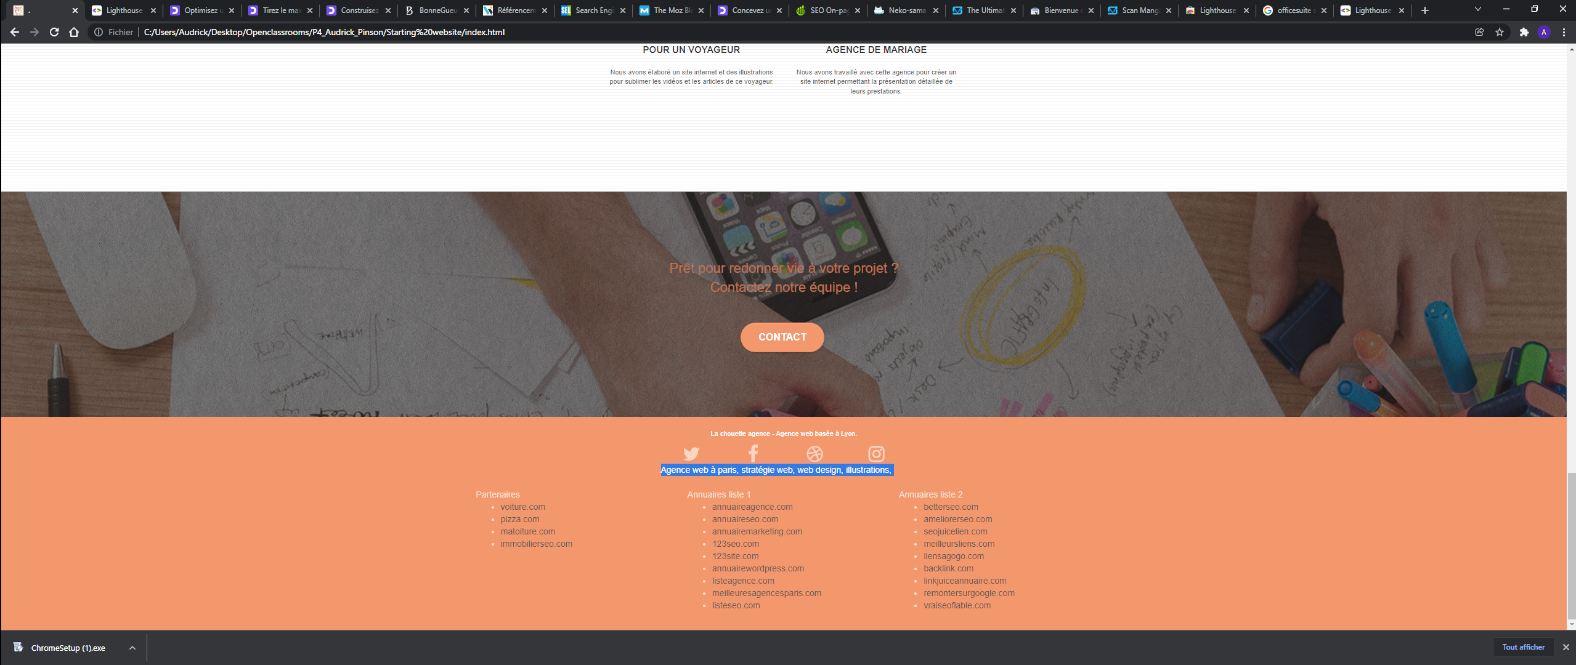 .
Lighthouse
Optimisez u
Tirez le max
Construisez
BonneGueu
Référencem
Search Engi
The Moz Bl
Concevez u
SEO On-pag
Neko-sama
The Ultimat
Bienvenue
Scan Mang
Lighthouse
officesuite
Lighthouse
Fichier
C:/Users/Audrick/Desktop/Openclassrooms/P4_Audrick_Pinson/Starting%20website/index.html
A
POUR UN VOYAGEUR
Nous avons élaboré un site internet et des illustrations
pour sublimer les vidéos et les articles de ce voyageur.
AGENCE DE MARIAGE
Nous avons travaillé avec cette agence pour créer un
site internet permettant la présentation détaillée de
leurs prestations.
Prêt pour redonner vie à votre projet ?
Contactez notre équipe !
CONTACT
INFOGRAPHIC
La chouette agence - Agence web basée à Lyon.
Agence web à paris, stratégie web, web design, illustrations,
Partenaires
voiture.com
pizza.com
matoiture.com
immobilierseo.com
Annuaires liste 1
annuaireagence.com
annuaireseo.com
annuairemarketing.com
123seo.com
123site.com
annuairewordpress.com
listeagence.com
meilleuresagencesparis.com
listeseo.com
Annuaires liste 2
betterseo.com
ameliorerseo.com
seojuicelien.com
meilleursliens.com
liensagogo.com
backlink.com
linkjuiceannuaire.com
remontersurgoogle.com
vraiseofiable.com
ChromeSetup (1).exe
Tout afficher